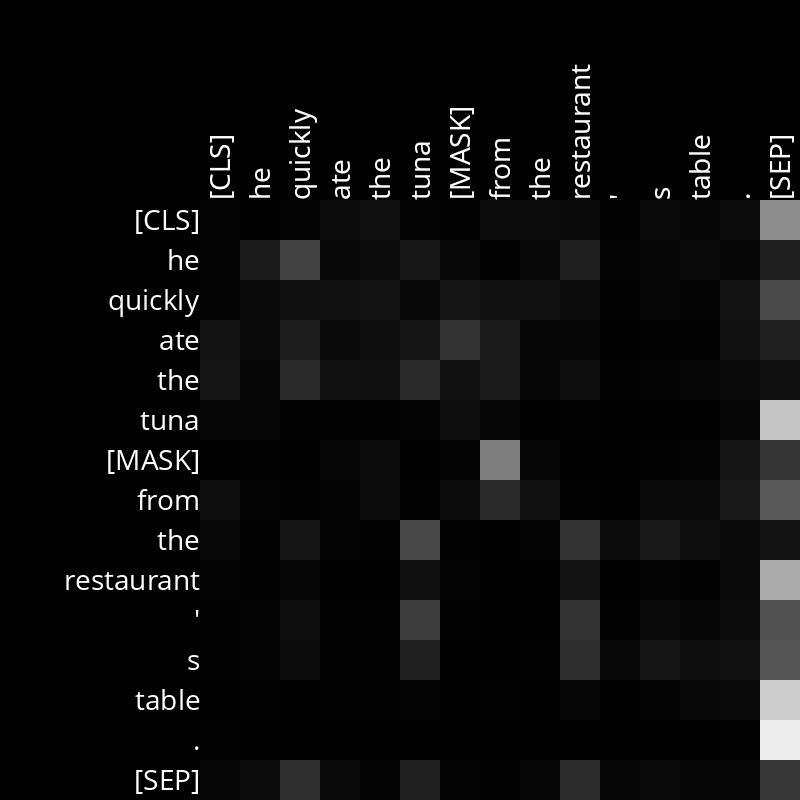 [CLS] he quickly ate the tuna [MASK] from the restaurant ' s table . [SEP]
[CLS]
he
quickly
ate
the
tuna
[MASK]
from
the
restaurant
'
s
table
.
[SEP]